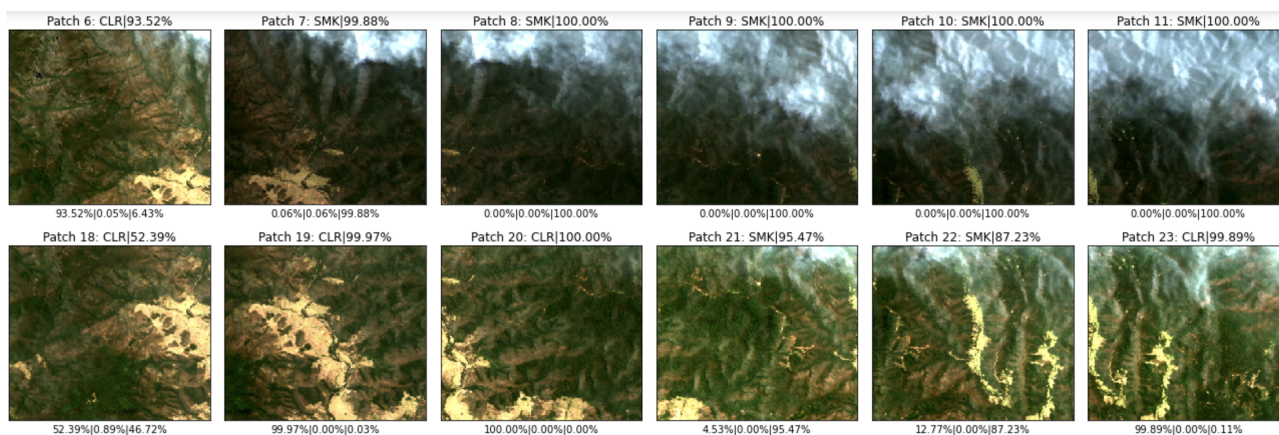 Patch 6: CLR|93.52%
Patch 7: SMK|99.88%
Patch 8: SMK|100.00%
Patch 9: SMK|100.00%
Patch 10: SMK|100.00%
Patch 11: SMK|100.00%
93.52%|0.05%|6.43%
0.06%|0.06%|99.88%
0.00%|0.00%|100.00%
0.00%|0.00%|100.00%
0.00%|0.00%|100.00%
0.00%|0.00%|100.00%
Patch 18: CLR|52.39%
Patch 19: CLR|99.97%
Patch 20: CLR|100.00%
Patch 21: SMK|95.47%
Patch 22: SMK|87.23%
Patch 23: CLR|99.89%
52.39%|0.89%|46.72%
99.97%|0.00%|0.03%
100.00%|0.00%|0.00%
4.53%|0.00%|95.47%
12.77%|0.00%|87.23%
99.89%|0.00%|0.11%